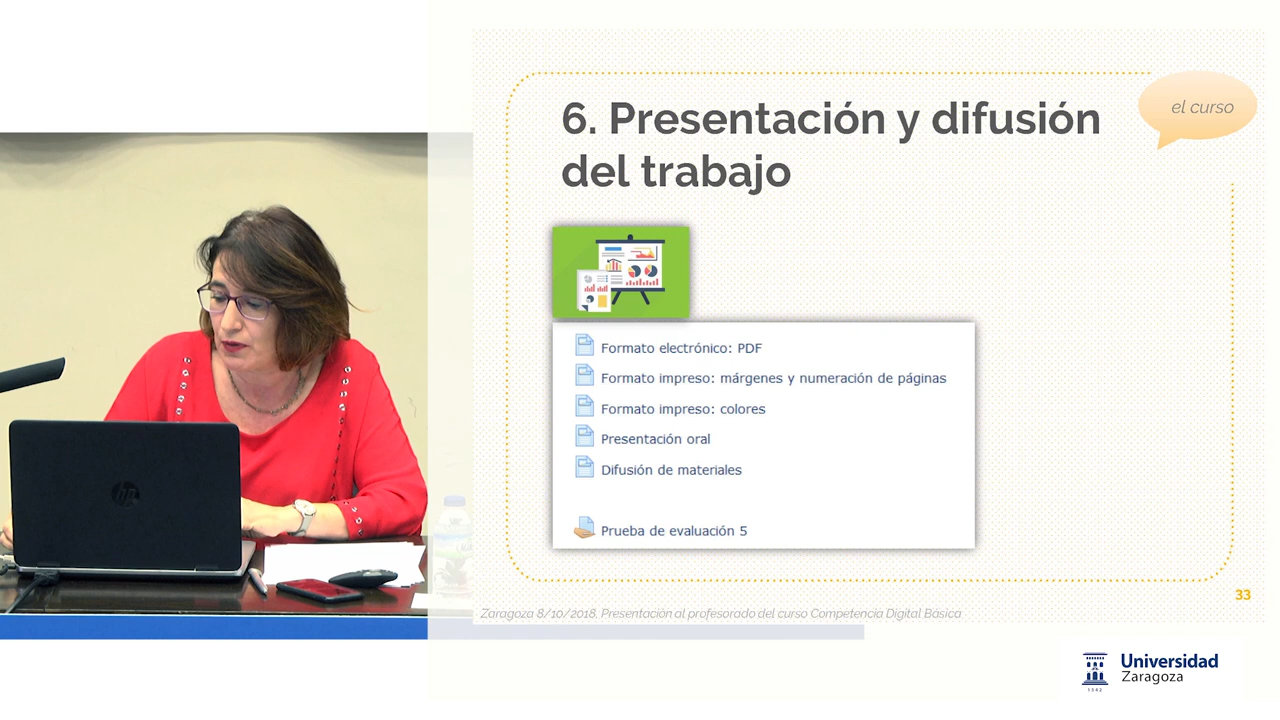 6. Presentación y difusión
del trabajo
el curso
Formato electrónico: PDF
Formato impreso: márgenes y numeración de páginas
Formato impreso: colores
Presentación oral
Difusión de materiales
Prueba de evaluación 5
33
Zaragoza 8/10/2018. Presentación al profesorado del curso Competencia Digital Básica
hp
Universidad
Zaragoza
1542